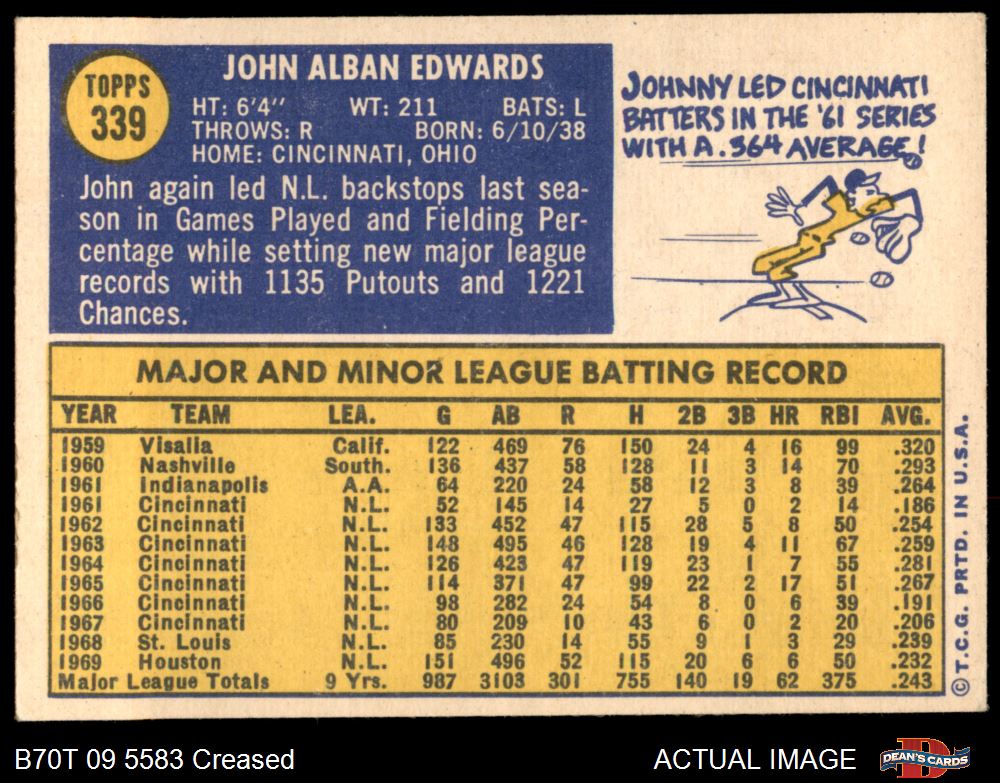 TOPPS
339
JOHN ALBAN EDWARDS
HT: 6'4'' WT: 211 BATS: L
THROWS: R BORN: 6/10/38
HOME: CINCINNATI, OHIO
John again led N.L. backstops last sea-
son in Games Played and Fielding Per-
centage while setting new major league
records with 1135 Putouts and 1221
Chances.
JOHNNY LED CINCINNATI
BATTERS IN THE '61 SERIES
WITH A .364 AVERAGE!
MAJOR AND MINOR LEAGUE BATTING RECORD
YEAR TEAM LEA. G AB R H 2B 3B HR RBI AVG.
1959 Visalia Calif. 122 469 76 150 24 4 16 99 .320
1960 Nashville South. 136 437 58 128 11 3 14 70 .293
1961 Indianapolis A.A. 64 220 24 58 12 3 8 39 .264
1961 Cincinnati N.L. 52 145 14 27 5 0 2 14 .186
1962 Cincinnati N.L. 133 452 47 115 28 5 8 50 .254
1963 Cincinnati N.L. 148 495 46 128 19 4 11 67 .259
1964 Cincinnati N.L. 126 423 47 119 23 1 7 55 .281
1965 Cincinnati N.L. 114 371 47 99 22 2 17 51 .267
1966 Cincinnati N.L. 98 282 24 54 8 0 6 39 .191
1967 Cincinnati N.L. 80 209 10 43 6 0 2 20 .206
1968 St. Louis N.L. 85 230 14 55 9 1 3 29 .239
1969 Houston N.L. 151 496 52 115 20 6 6 50 .232
Major League Totals 9 Yrs. 987 3103 301 755 140 19 62 375 .243
© T.C.G. PRTD. IN U.S.A.
B70T 09 5583 Creased
ACTUAL IMAGE
DEAN'S CARDS